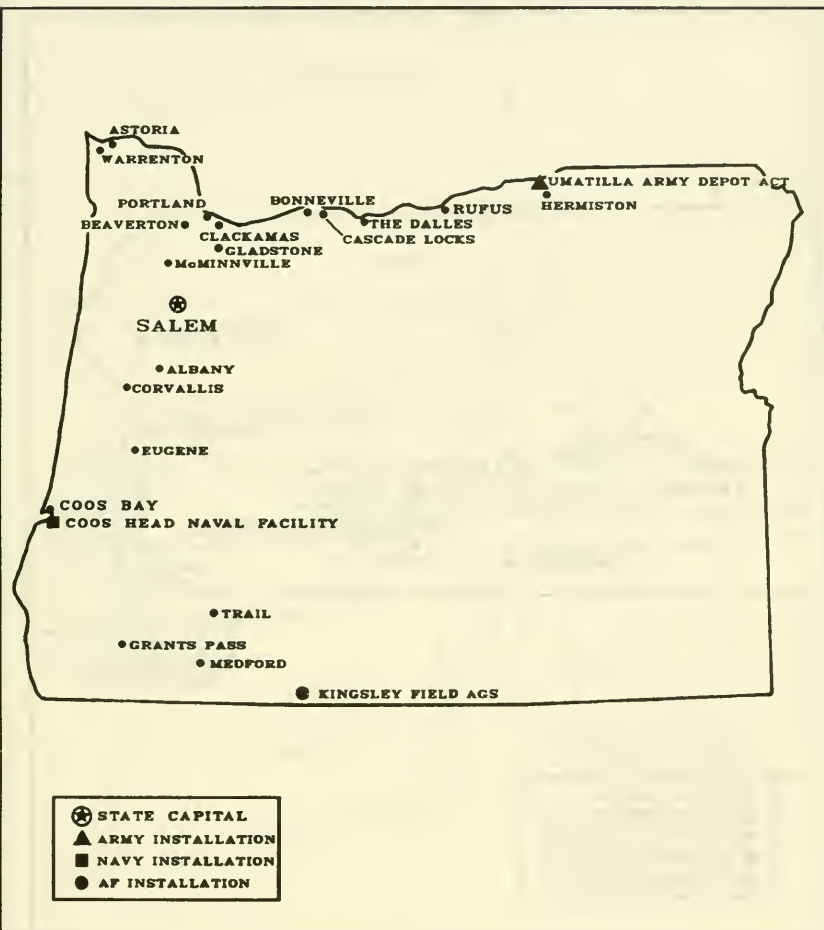 ASTORIA
WARRENTON
PORTLAND
BONNEVILLE
UMATILLA ARMY DEPOT ACT
HERMISTON
RUFUS
BEAVERTON
THE DALLES
CLACKAMAS
CASCADE LOCKS
GLADSTONE
McMINNVILLE
SALEM
ALBANY
CORVALLIS
EUGENE
COOS BAY
COOS HEAD NAVAL FACILITY
TRAIL
GRANTS PASS
MEDFORD
KINGSLEY FIELD AGS
STATE CAPITAL
ARMY INSTALLATION
NAVY INSTALLATION
AF INSTALLATION